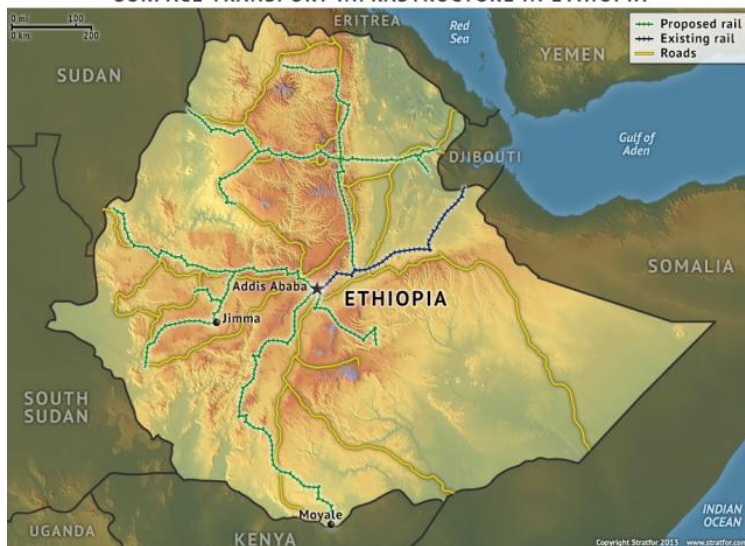 SURFACE TRANSPORT INFRASTRUCTURE IN ETHIOPIA
0 mi 100
0 km 200
ERITREA
Red
Sea
Proposed rail
Existing rail
Roads
SUDAN
YEMEN
Gulf of
Aden
DJIBOUTI
SOMALIA
Addis Ababa
ETHIOPIA
Jimma
SOUTH
SUDAN
Moyale
INDIAN
OCEAN
UGANDA
KENYA
Copyright Stratfor 2013 www.stratfor.com